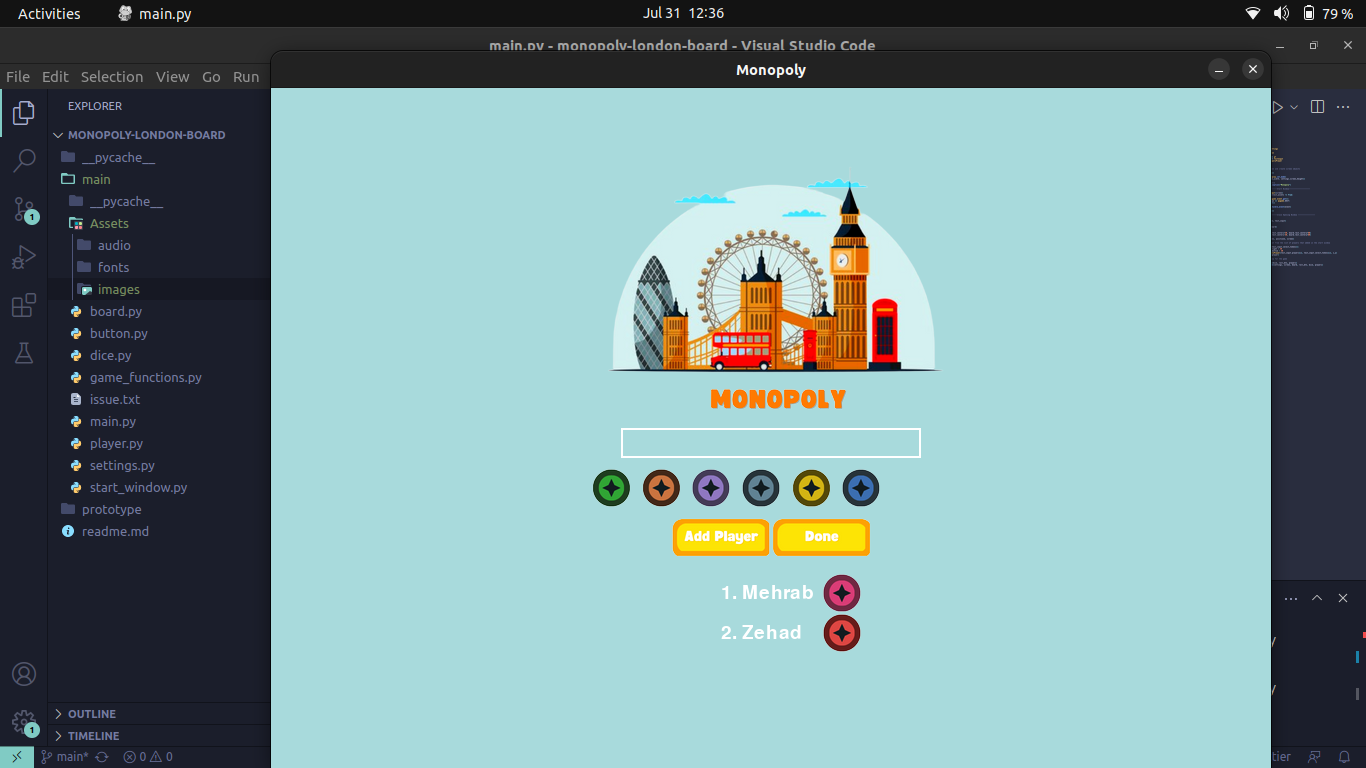 Activities main.py Jul 31 12:36 79 %
main.py - monopoly-london-board - Visual Studio Code
File Edit Selection View Go Run
Monopoly
EXPLORER
MONOPOLY-LONDON-BOARD
__pycache__
main
__pycache__
Assets
audio
fonts
images
board.py
button.py
dice.py
game_functions.py
issue.txt
main.py
player.py
settings.py
start_window.py
prototype
readme.md
OUTLINE
TIMELINE
1
1
main* 0 0
MONOPOLY
Add Player Done
1. Mehrab
2. Zehad